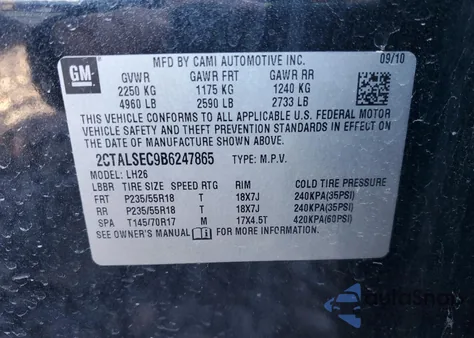 GM
MFD BY CAMI AUTOMOTIVE INC.
09/10
GVWR GAWR FRT GAWR RR
2250 KG 1175 KG 1240 KG
4960 LB 2590 LB 2733 LB
THIS VEHICLE CONFORMS TO ALL APPLICABLE U.S. FEDERAL MOTOR
VEHICLE SAFETY AND THEFT PREVENTION STANDARDS IN EFFECT ON THE
DATE OF MANUFACTURE SHOWN ABOVE.
2CTALSEC9B6247865 TYPE: M.P.V.
MODEL: LH26
LBBR TIRE SIZE SPEED RTG RIM COLD TIRE PRESSURE
FRT P235/55R18 T 18X7J 240KPA(35PSI)
RR P235/55R18 T 18X7J 240KPA(35PSI)
SPA T145/70R17 M 17X4.5T 420KPA(60PSI)
SEE OWNER'S MANUAL FOR MORE INFORMATION.